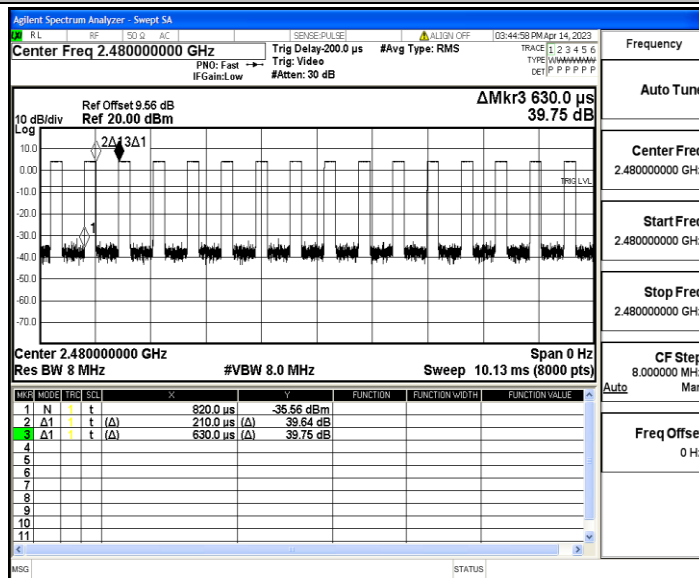 Agilent Spectrum Analyzer - Swept SA
RL RF 50 Ω AC SENSE:PULSE ALIGN OFF 03:44:58 PM Apr 14, 2023
Center Freq 2.480000000 GHz
PNO: Fast
IFGain:Low
Trig Delay-200.0 µs
Trig: Video
#Atten: 30 dB
#Avg Type: RMS
TRACE 1 2 3 4 5 6
TYPE
DET P P P P P P
ΔMkr3 630.0 µs
39.75 dB
Ref Offset 9.56 dB
10 dB/div Ref 20.00 dBm
Log
10.0
0.00
-10.0
-20.0
-30.0
-40.0
-50.0
-60.0
-70.0
2Δ13Δ1
1
TRIG LVL
Center 2.480000000 GHz Span 0 Hz
Res BW 8 MHz #VBW 8.0 MHz Sweep 10.13 ms (8000 pts)
MKR MODE TRC SCL X Y FUNCTION FUNCTION WIDTH FUNCTION VALUE
1 N 1 t 820.0 µs -35.56 dBm
2 Δ1 1 t (Δ) 210.0 µs (Δ) 39.64 dB
3 Δ1 1 t (Δ) 630.0 µs (Δ) 39.75 dB
4
5
6
7
8
9
10
11
MSG STATUS
Frequency
Auto Tune
Center Freq
2.480000000 GHz
Start Freq
2.480000000 GHz
Stop Freq
2.480000000 GHz
CF Step
8.000000 MHz
Auto Man
Freq Offset
0 Hz